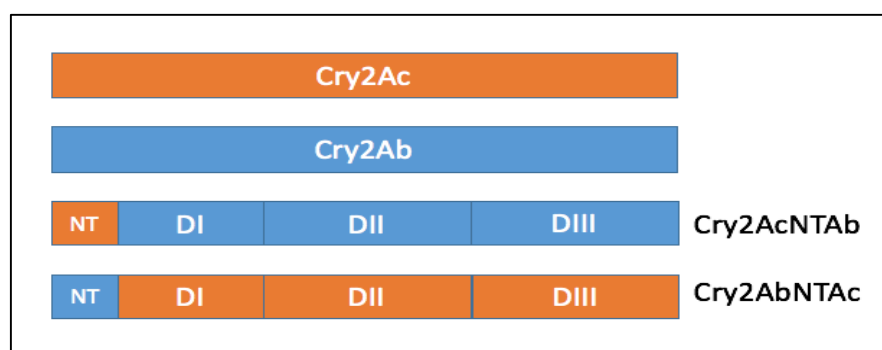 Cry2Ac
Cry2Ab
NT DI DII DIII Cry2AcNTAb
NT DI DII DIII Cry2AbNTAc